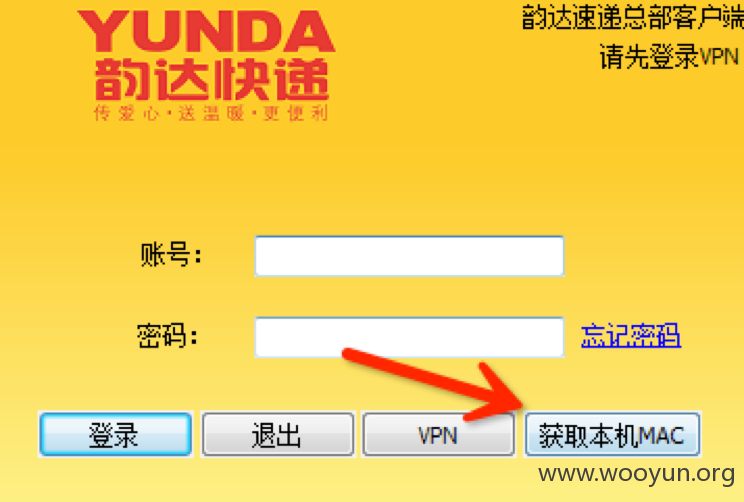 YUNDA
韵达快递
传爱心·送温暖·更便利
韵达速递总部客户端
请先登录VPN
账号：
密码：
忘记密码
登录
退出
VPN
获取本机MAC
www.wooyun.org